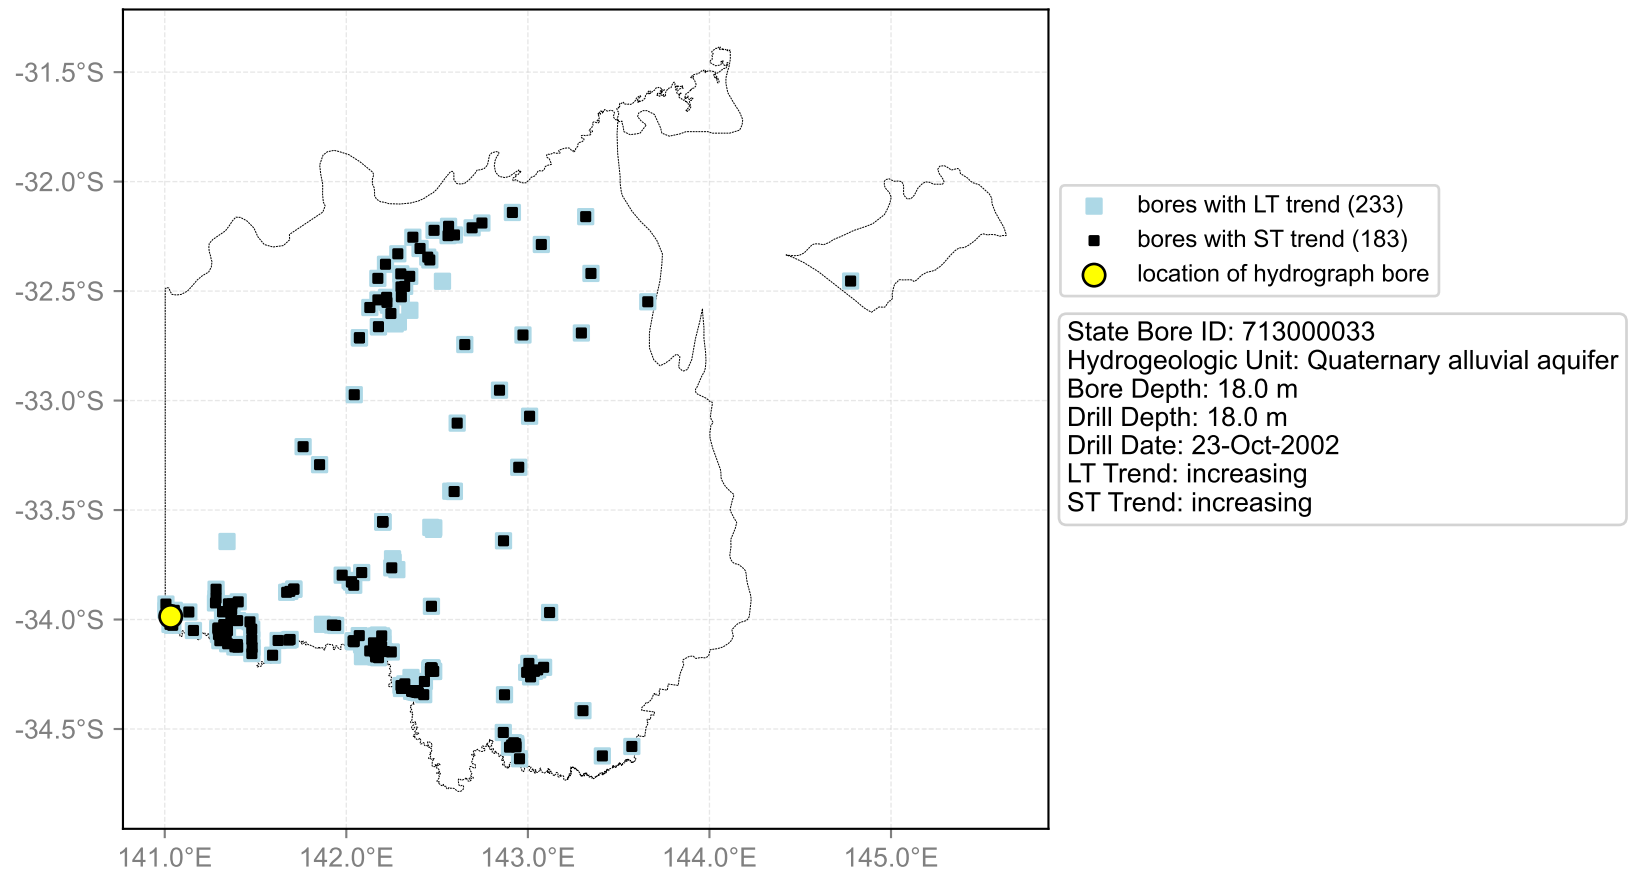 -31.5°S
-32.0°S
-32.5°S
-33.0°S
-33.5°S
-34.0°S
-34.5°S
141.0°E
142.0°E
143.0°E
144.0°E
145.0°E
bores with LT trend (233)
bores with ST trend (183)
location of hydrograph bore
State Bore ID: 713000033
Hydrogeologic Unit: Quaternary alluvial aquifer
Bore Depth: 18.0 m
Drill Depth: 18.0 m
Drill Date: 23-Oct-2002
LT Trend: increasing
ST Trend: increasing